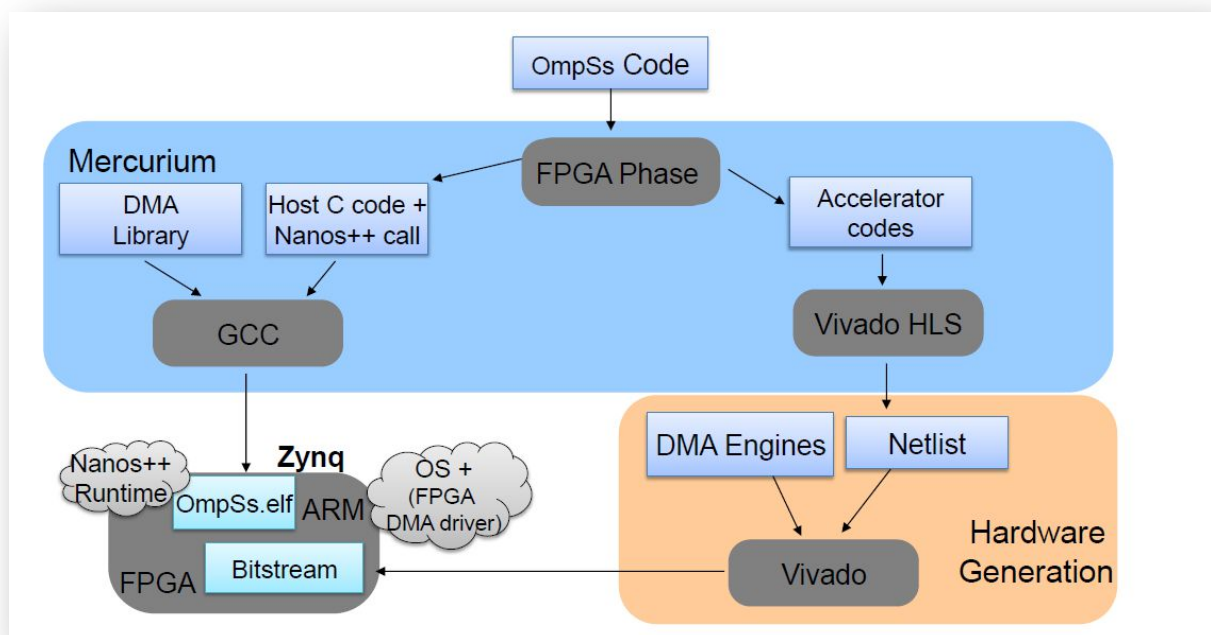 OmpSs Code
Mercurium
FPGA Phase
DMA
Library
Host C code +
Nanos++ call
Accelerator
codes
GCC
Vivado HLS
DMA Engines
Netlist
Hardware
Generation
Vivado
Nanos++
Runtime
Zynq
OS +
(FPGA
DMA driver)
OmpSs.elf
ARM
FPGA
Bitstream